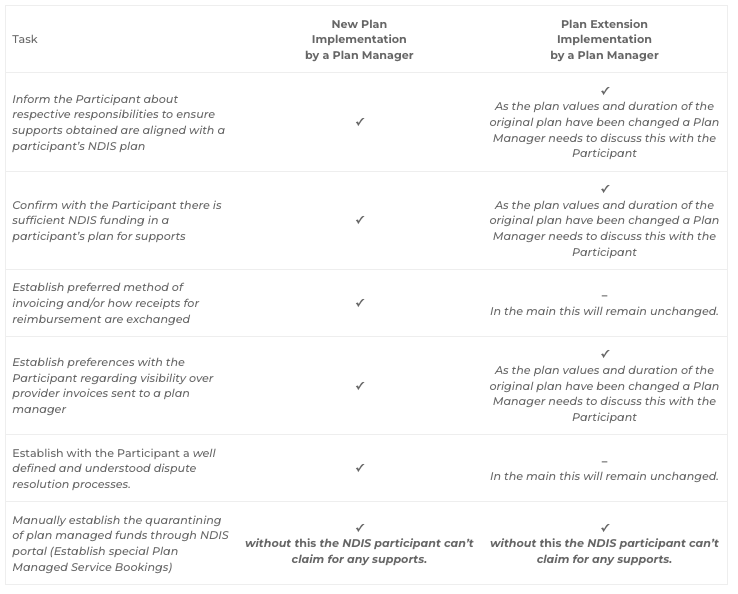 Task
New Plan
Implementation
by a Plan Manager
Plan Extension
Implementation
by a Plan Manager
Inform the Participant about
respective responsibilities to ensure
supports obtained are aligned with a
participant’s NDIS plan
✓
✓
As the plan values and duration of the
original plan have been changed a Plan
Manager needs to discuss this with the
Participant
Confirm with the Participant there is
sufficient NDIS funding in a
participant’s plan for supports
✓
✓
As the plan values and duration of the
original plan have been changed a Plan
Manager needs to discuss this with the
Participant
Establish preferred method of
invoicing and/or how receipts for
reimbursement are exchanged
✓
–
In the main this will remain unchanged.
Establish preferences with the
Participant regarding visibility over
provider invoices sent to a plan
manager
✓
✓
As the plan values and duration of the
original plan have been changed a Plan
Manager needs to discuss this with the
Participant
Establish with the Participant a well
defined and understood dispute
resolution processes.
✓
–
In the main this will remain unchanged.
Manually establish the quarantining
of plan managed funds through NDIS
portal (Establish special Plan
Managed Service Bookings)
✓
without this the NDIS participant can’t
claim for any supports.
✓
without this the NDIS participant can’t
claim for any supports.